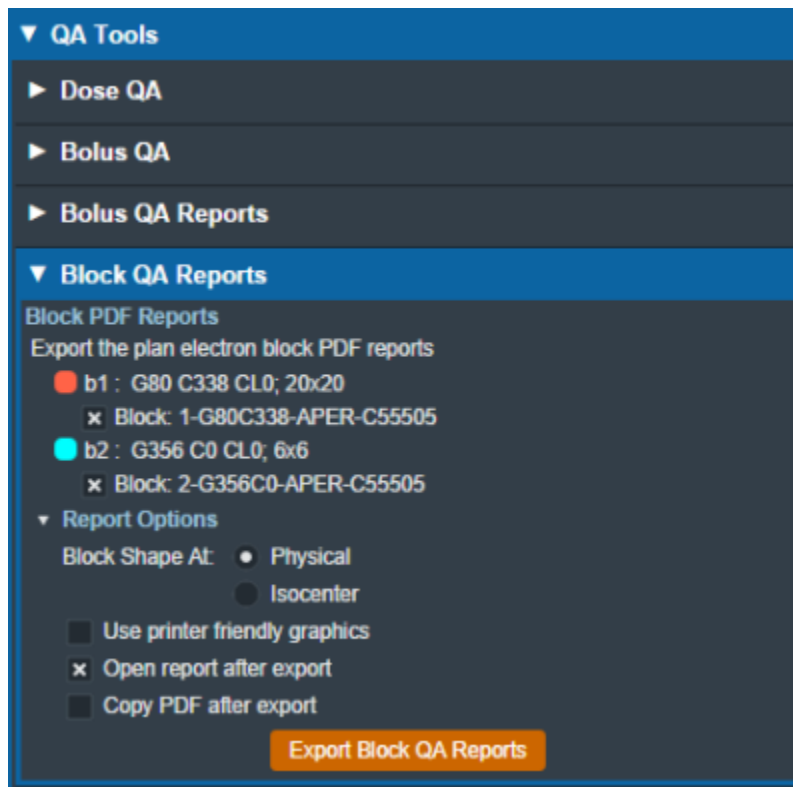 QA Tools
Dose QA
Bolus QA
Bolus QA Reports
Block QA Reports
Block PDF Reports
Export the plan electron block PDF reports
b1 : G80 C338 CL0; 20x20
Block: 1-G80C338-APER-C55505
b2 : G356 C0 CL0; 6x6
Block: 2-G356C0-APER-C55505
Report Options
Block Shape At: Physical
Isocenter
Use printer friendly graphics
Open report after export
Copy PDF after export
Export Block QA Reports